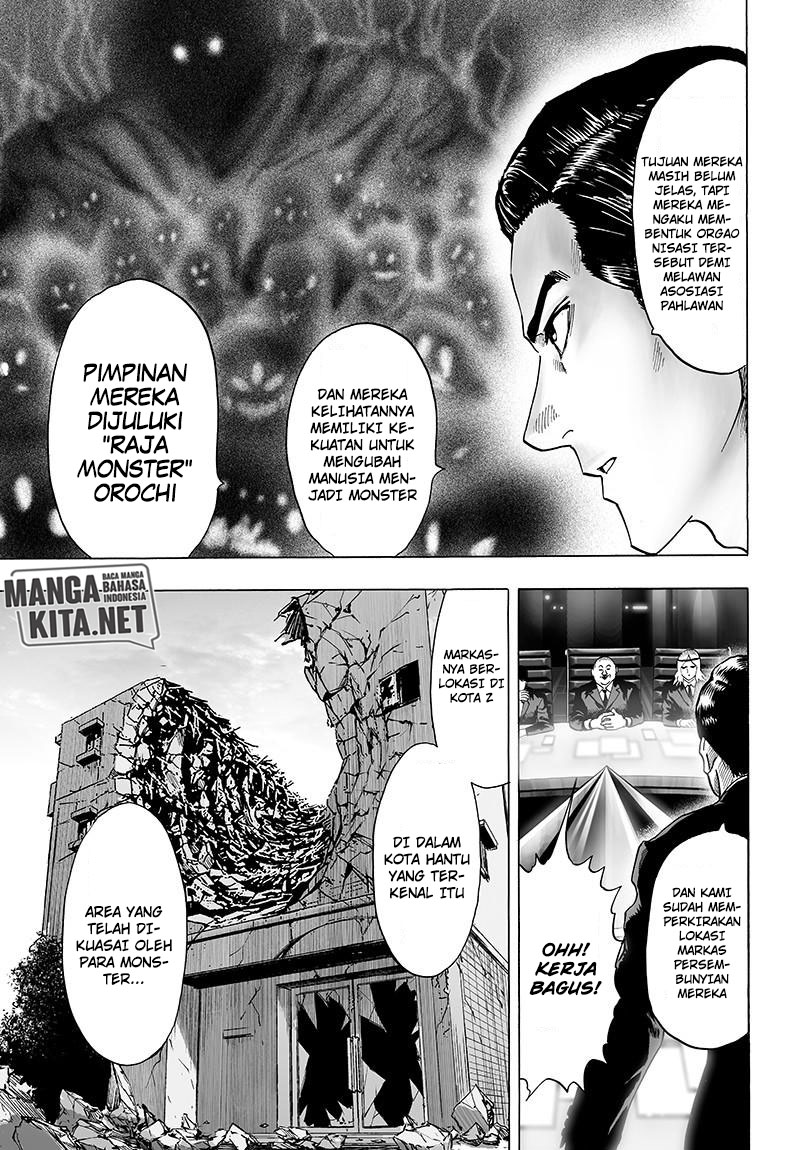 TUJUAN MEREKA
MASIH BELUM
JELAS, TAPI
MEREKA ME-
NGAKU MEM-
BENTUK ORGAO
NISASI TER-
SEBUT DEMI
MELAWAN
ASOSIASI
PAHLAWAN
DAN MEREKA
KELIHATANNYA
MEMILIKI KE-
KUATAN UNTUK
MENGUBAH
MANUSIA MEN-
JADI MONSTER
PIMPINAN
MEREKA
DIJULUKI
"RAJA
MONSTER"
OROCHI
MANGA
KITA.NET
BACA MANGA
BAHASA
INDONESIA
DAN KAMI
SUDAH MEM-
PERKIRAKAN
LOKASI
MARKAS
PERSEM-
BUNYIAN
MEREKA
OHH!
KERJA
BAGUS!
MARKAS-
NYA BER-
LOKASI DI
KOTA Z
DI DALAM
KOTA HANTU
YANG TER-
KENAL ITU
AREA YANG
TELAH DI-
KUASAI OLEH
PARA MONS-
TER...